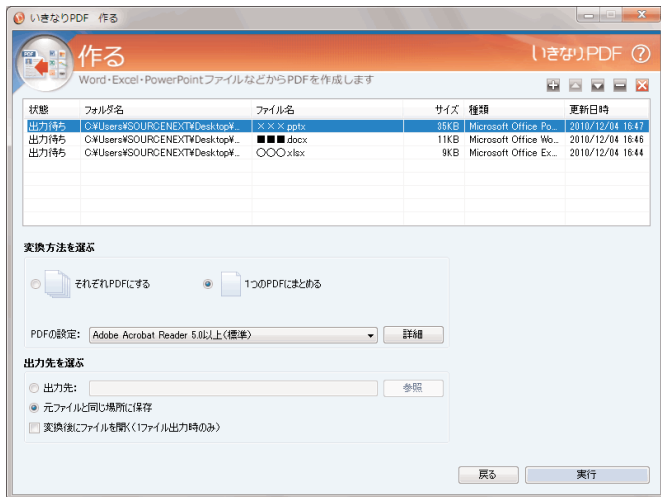 いきなりPDF 作る
作る
いきなりPDF ?
Word・Excel・PowerPointファイルなどからPDFを作成します
状態 フォルダ名 ファイル名 サイズ 種類 更新日時
出力待ち C:¥Users¥SOURCENEXT¥Desktop¥... ×××.pptx 35KB Microsoft Office Po... 2010/12/04 16:47
出力待ち C:¥Users¥SOURCENEXT¥Desktop¥... ■■■.docx 11KB Microsoft Office Wo... 2010/12/04 16:46
出力待ち C:¥Users¥SOURCENEXT¥Desktop¥... ○○○.xlsx 9KB Microsoft Office Ex... 2010/12/04 16:44
変換方法を選ぶ
それぞれPDFにする 1つのPDFにまとめる
PDFの設定: Adobe Acrobat Reader 5.0以上(標準) 詳細
出力先を選ぶ
出力先: 参照
元ファイルと同じ場所に保存
変換後にファイルを開く(1ファイル出力時のみ)
戻る 実行